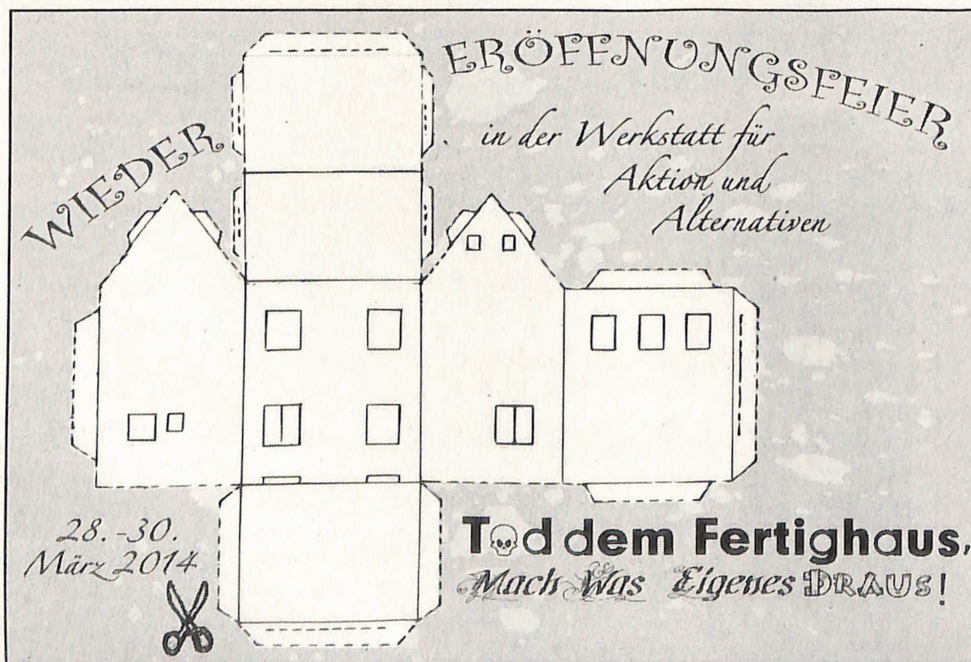 WIEDER
ERÖFFNUNGSFEIER
in der Werkstatt für
Aktion und
Alternativen
28.-30.
März 2014
Tod dem Fertighaus,
Mach Was Eigenes DRAUS!